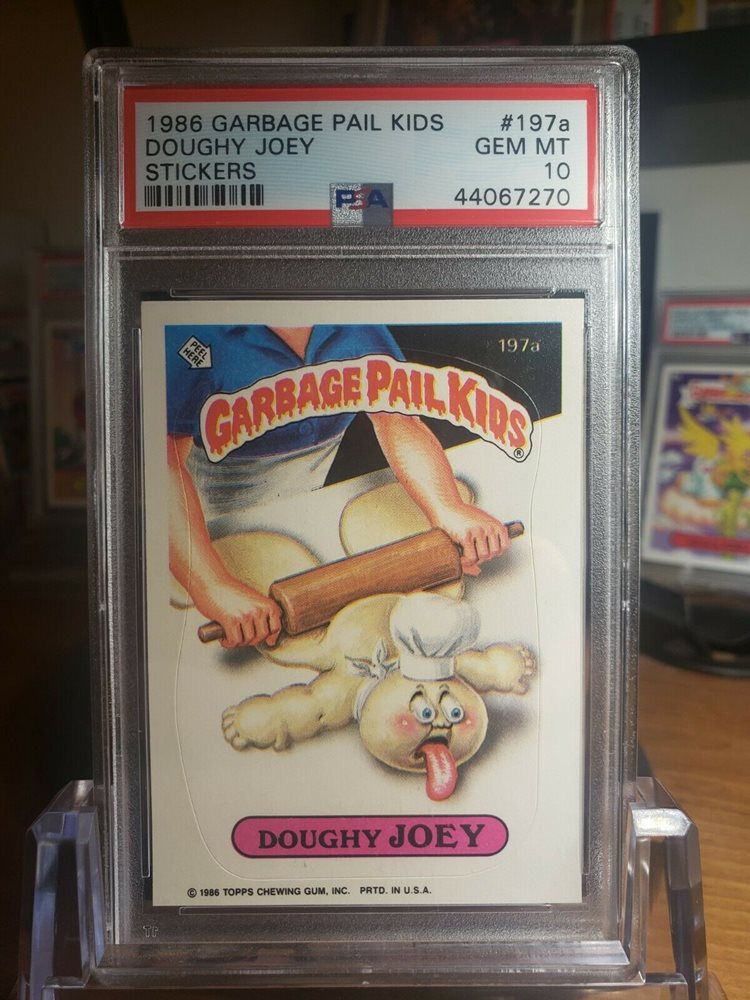 1986 GARBAGE PAIL KIDS #197a
DOUGHY JOEY GEM MT
STICKERS 10
PSA 44067270
PEEL HERE
197a
GARBAGE PAIL KIDS ®
DOUGHY JOEY
© 1986 TOPPS CHEWING GUM, INC. PRTD. IN U.S.A.